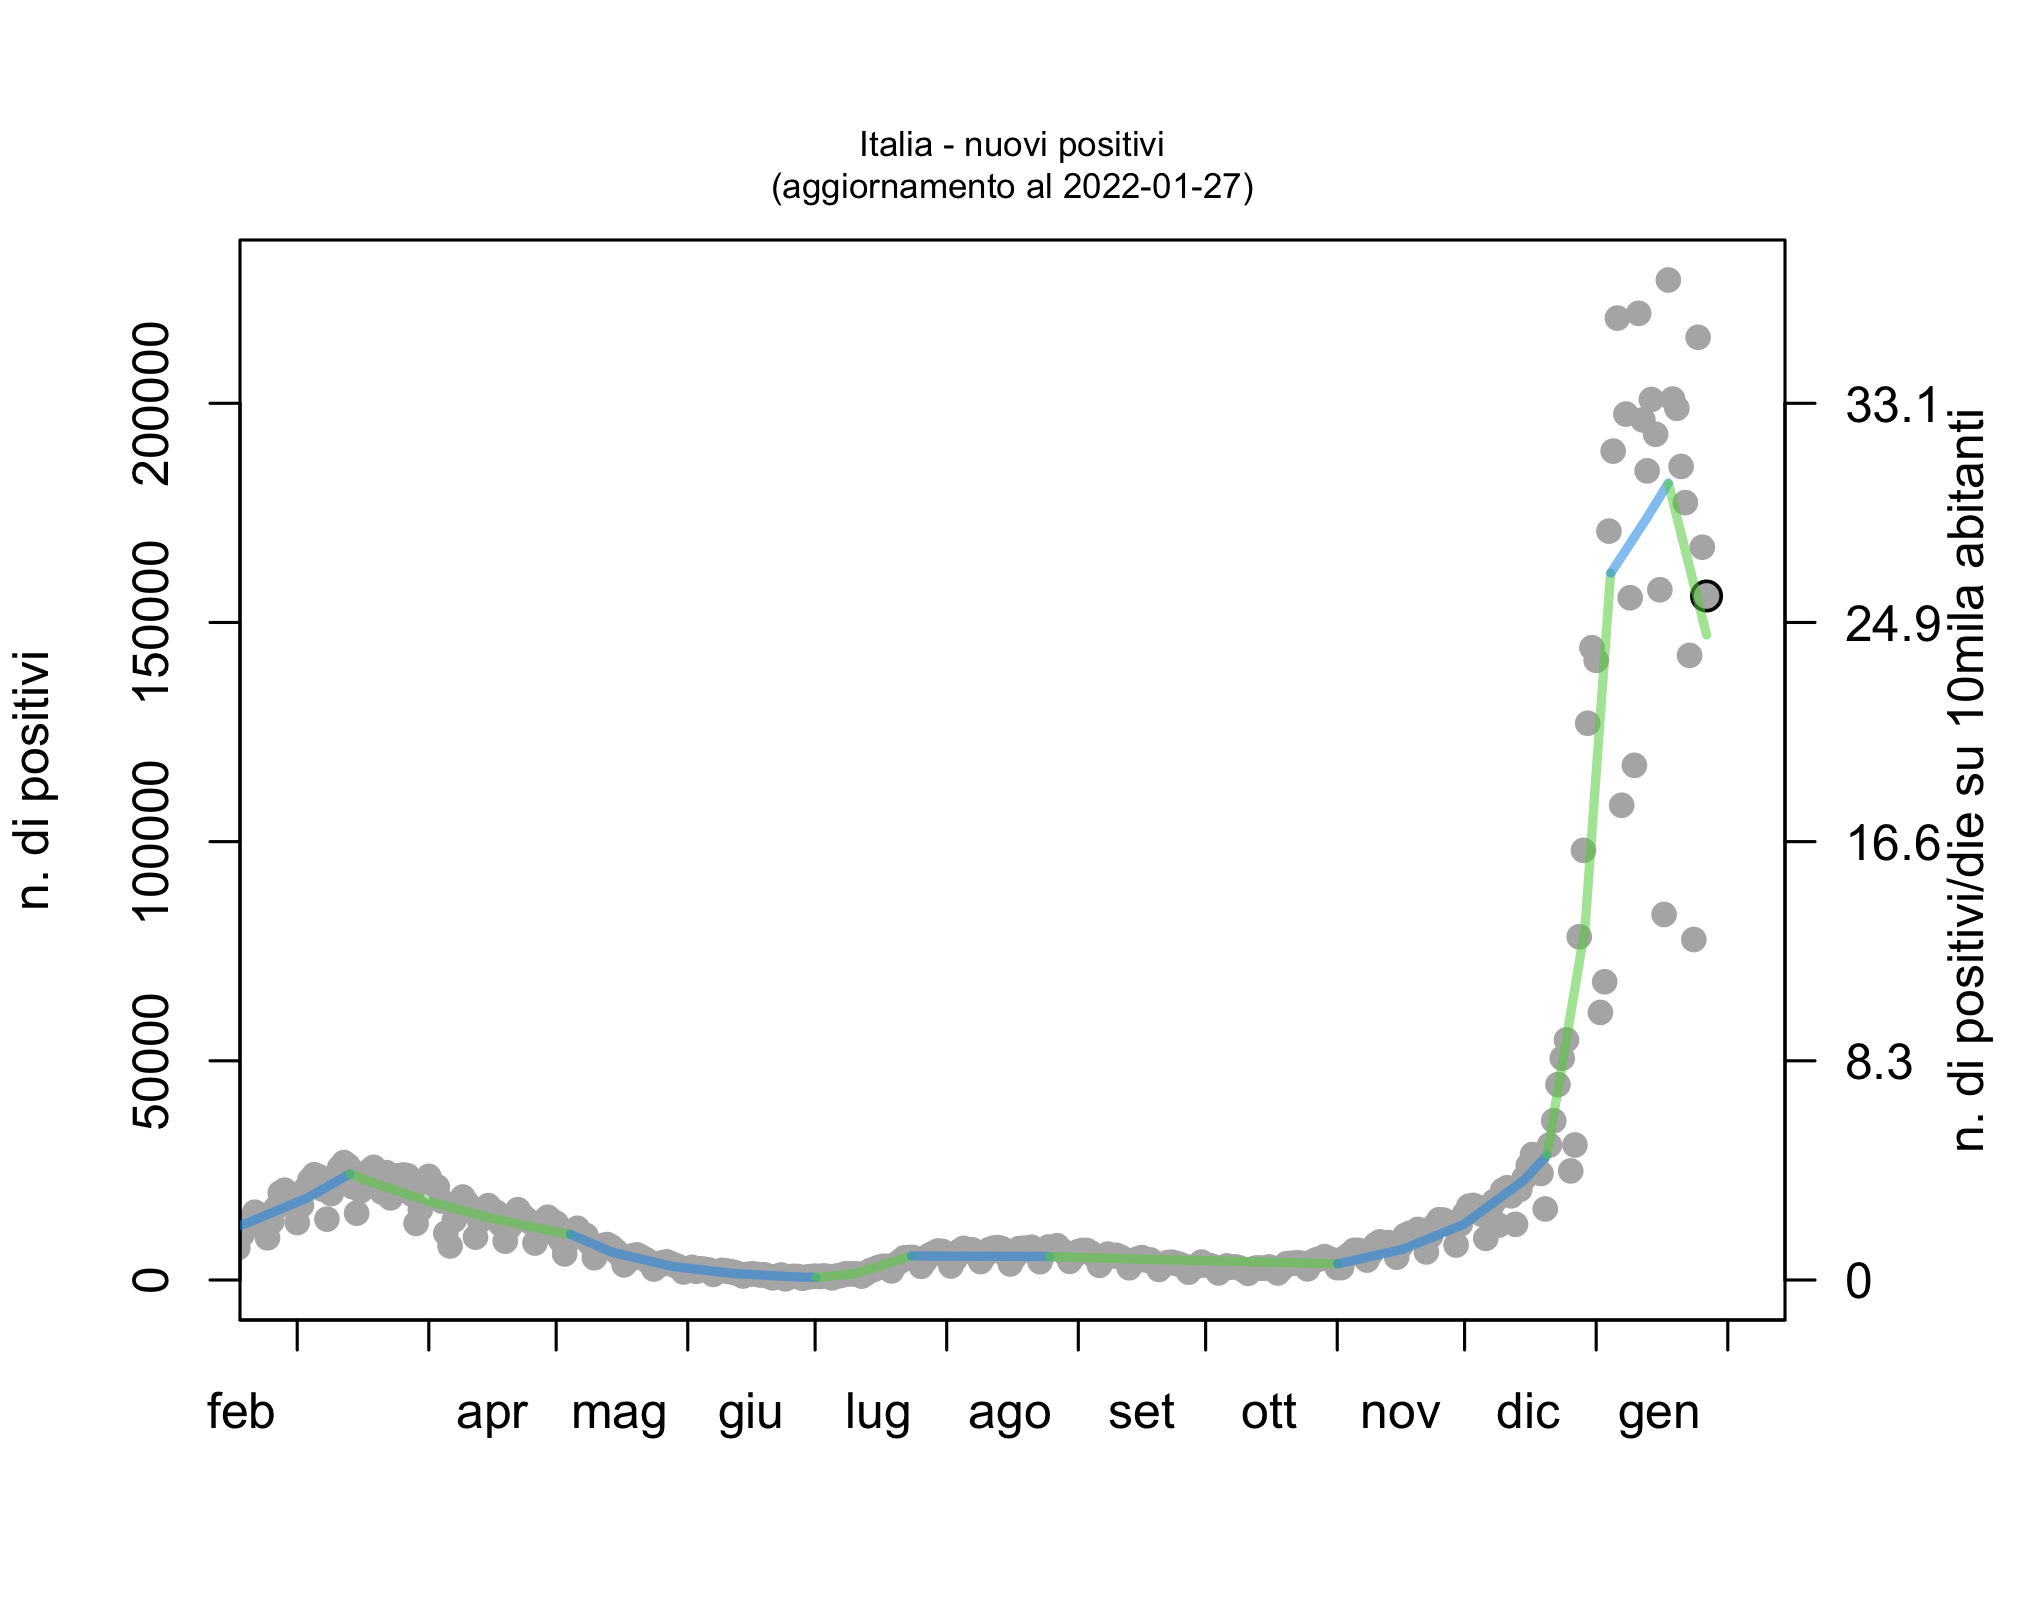 Italia - nuovi positivi
(aggiornamento al 2022-01-27)
n. di positivi
200000
150000
100000
50000
0
33.1
24.9
16.6
8.3
0
n. di positivi/die su 10mila abitanti
feb apr mag giu lug ago set ott nov dic gen